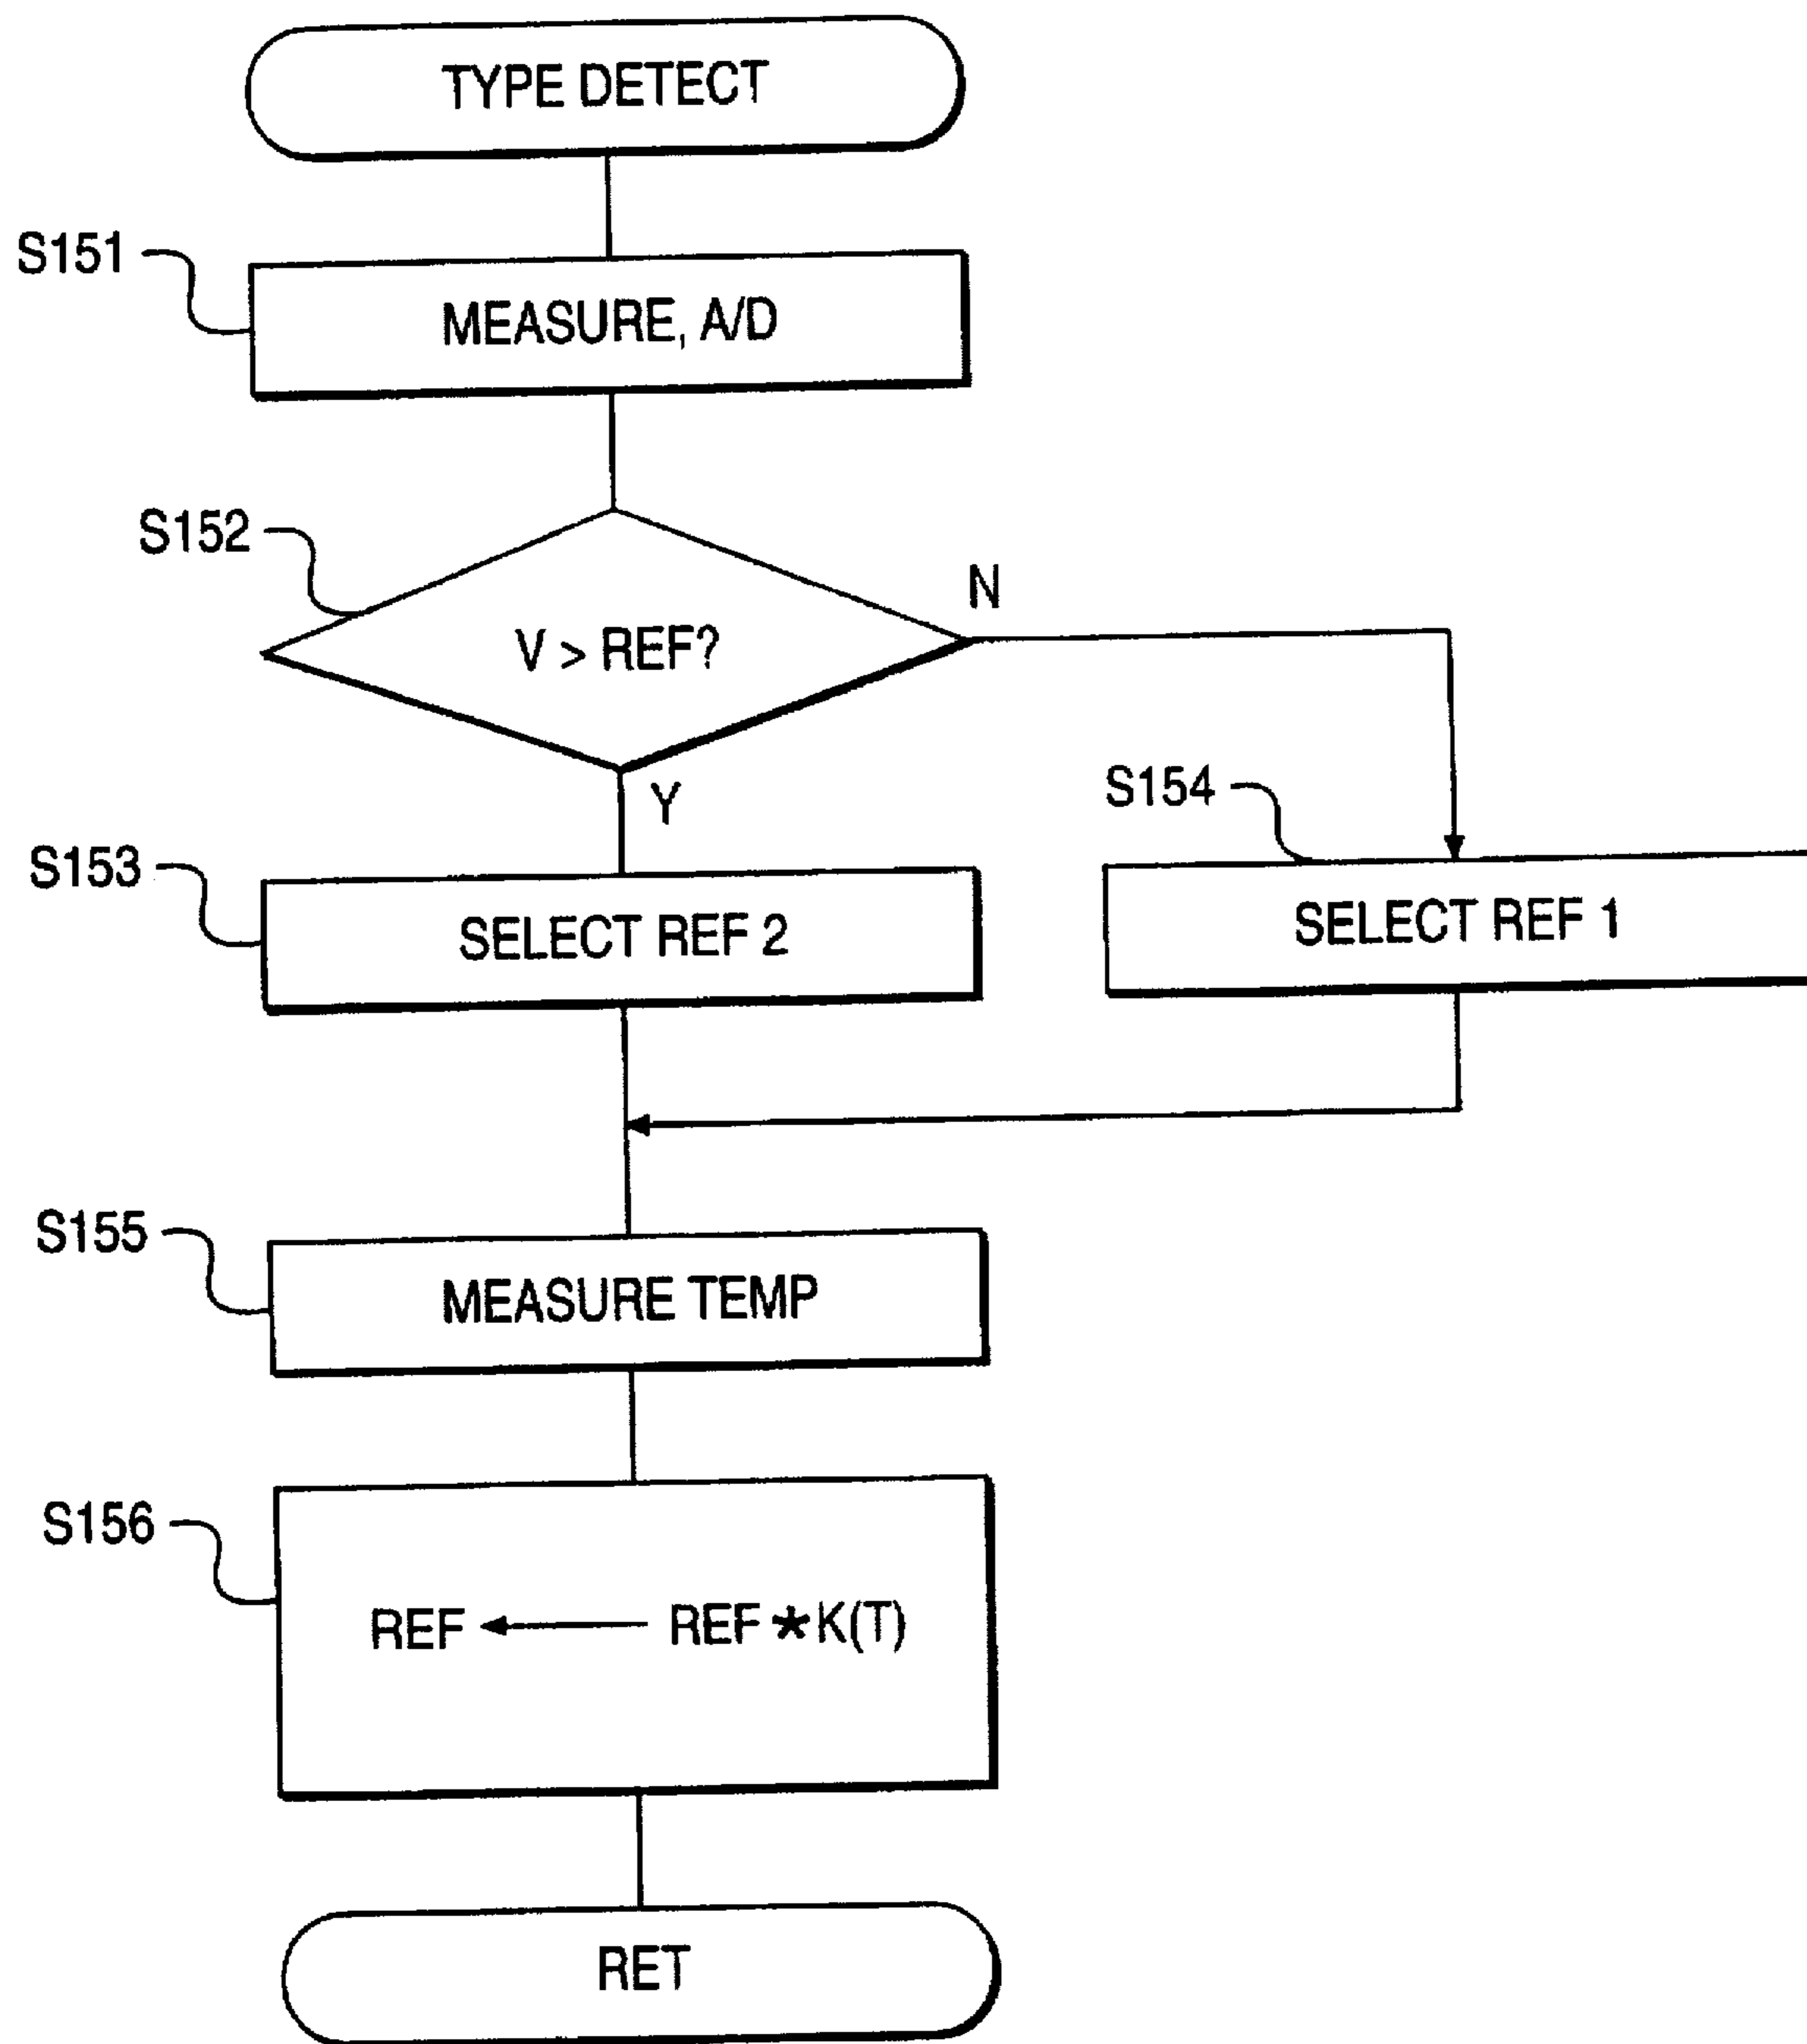 TYPE DETECT
S151
MEASURE, A/D
S152
V > REF?
N
Y
S153
SELECT REF 2
S154
SELECT REF 1
S155
MEASURE TEMP
S156
REF ← REF * K(T)
RET